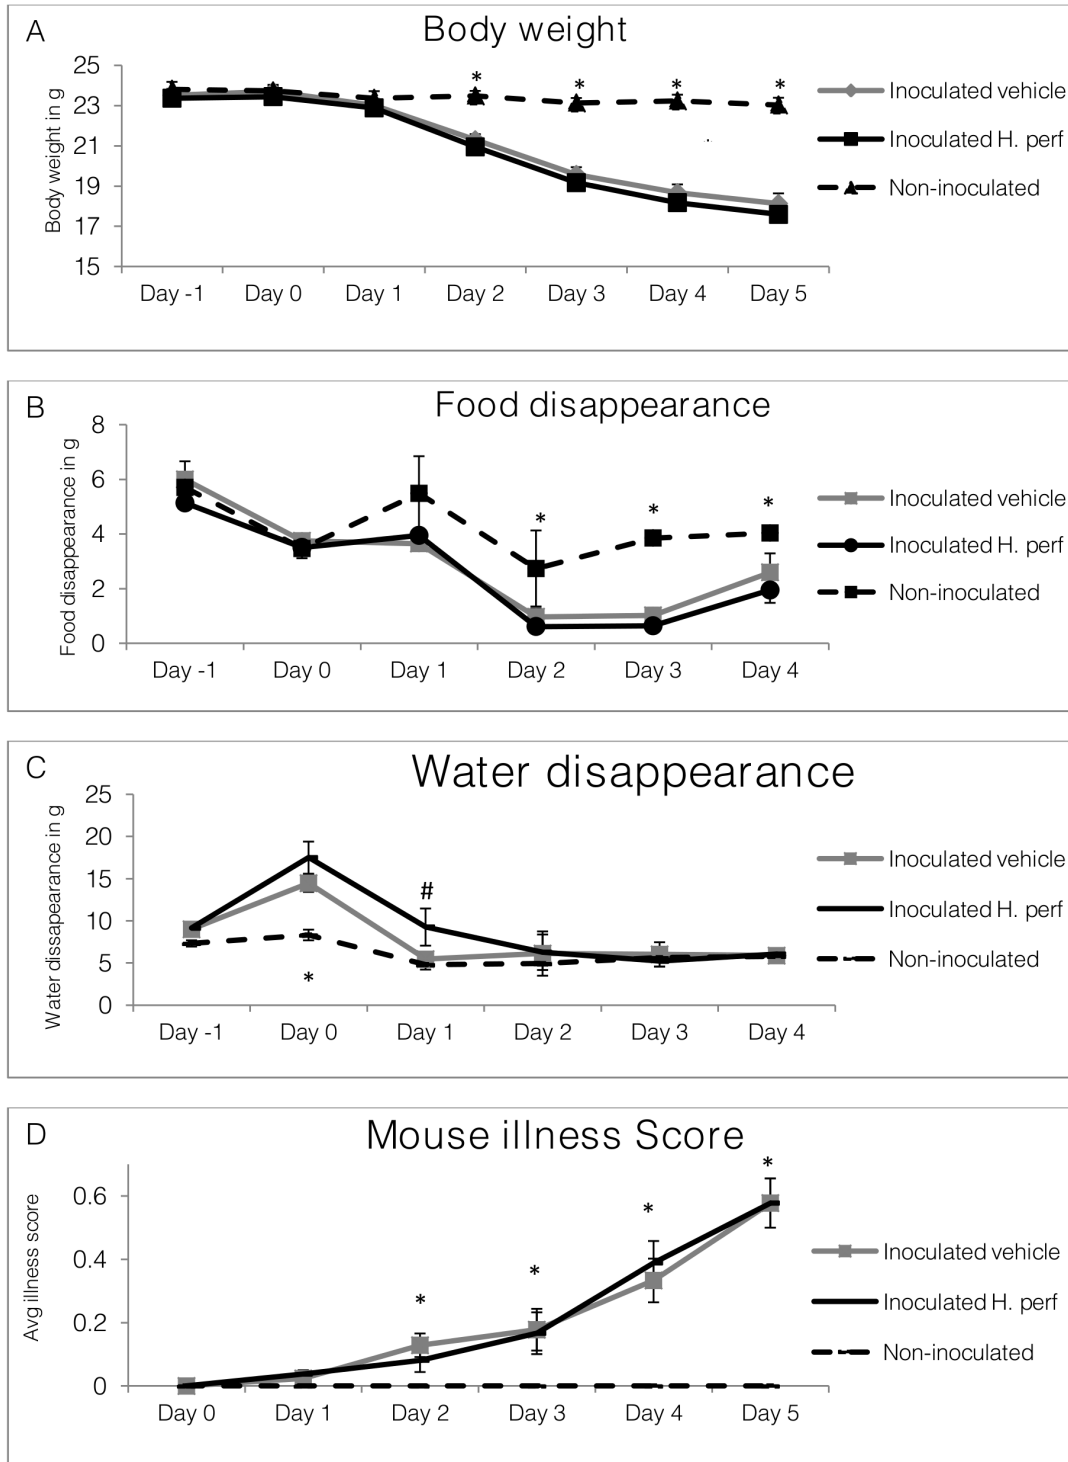 A
Body weight
Body weight in g
25
23
21
19
17
15
* * * *
Day -1 Day 0 Day 1 Day 2 Day 3 Day 4 Day 5
Inoculated vehicle
Inoculated H. perf
Non-inoculated
B
Food disappearance
Food disappearance in g
8
6
4
2
0
* * *
Day -1 Day 0 Day 1 Day 2 Day 3 Day 4
Inoculated vehicle
Inoculated H. perf
Non-inoculated
C
Water disappearance
Water dissapearance in g
25
20
15
10
5
0
#
*
Day -1 Day 0 Day 1 Day 2 Day 3 Day 4
Inoculated vehicle
Inoculated H. perf
Non-inoculated
D
Mouse illness Score
Avg illness score
0.6
0.4
0.2
0
* * * *
Day 0 Day 1 Day 2 Day 3 Day 4 Day 5
Inoculated vehicle
Inoculated H. perf
Non-inoculated